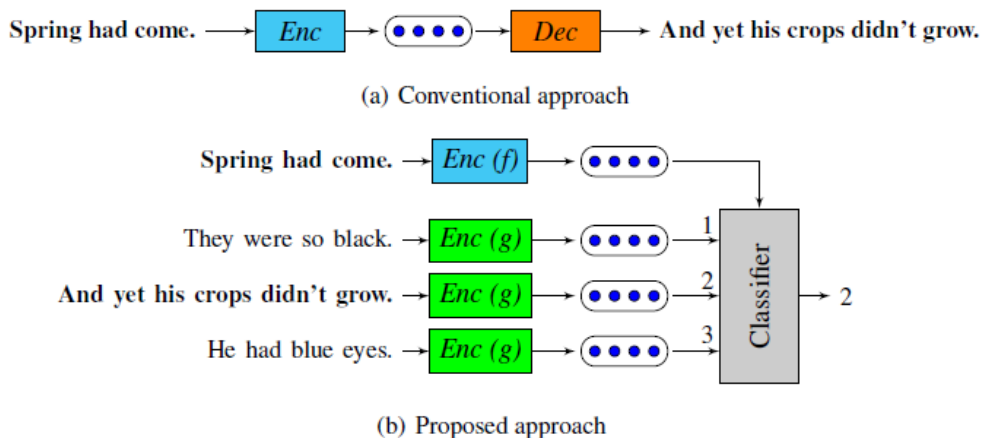 Spring had come. Enc Dec And yet his crops didn't grow.
(a) Conventional approach
Spring had come. Enc (f)
They were so black. Enc (g) 1
And yet his crops didn't grow. Enc (g) 2 Classifier 2
He had blue eyes. Enc (g) 3
(b) Proposed approach